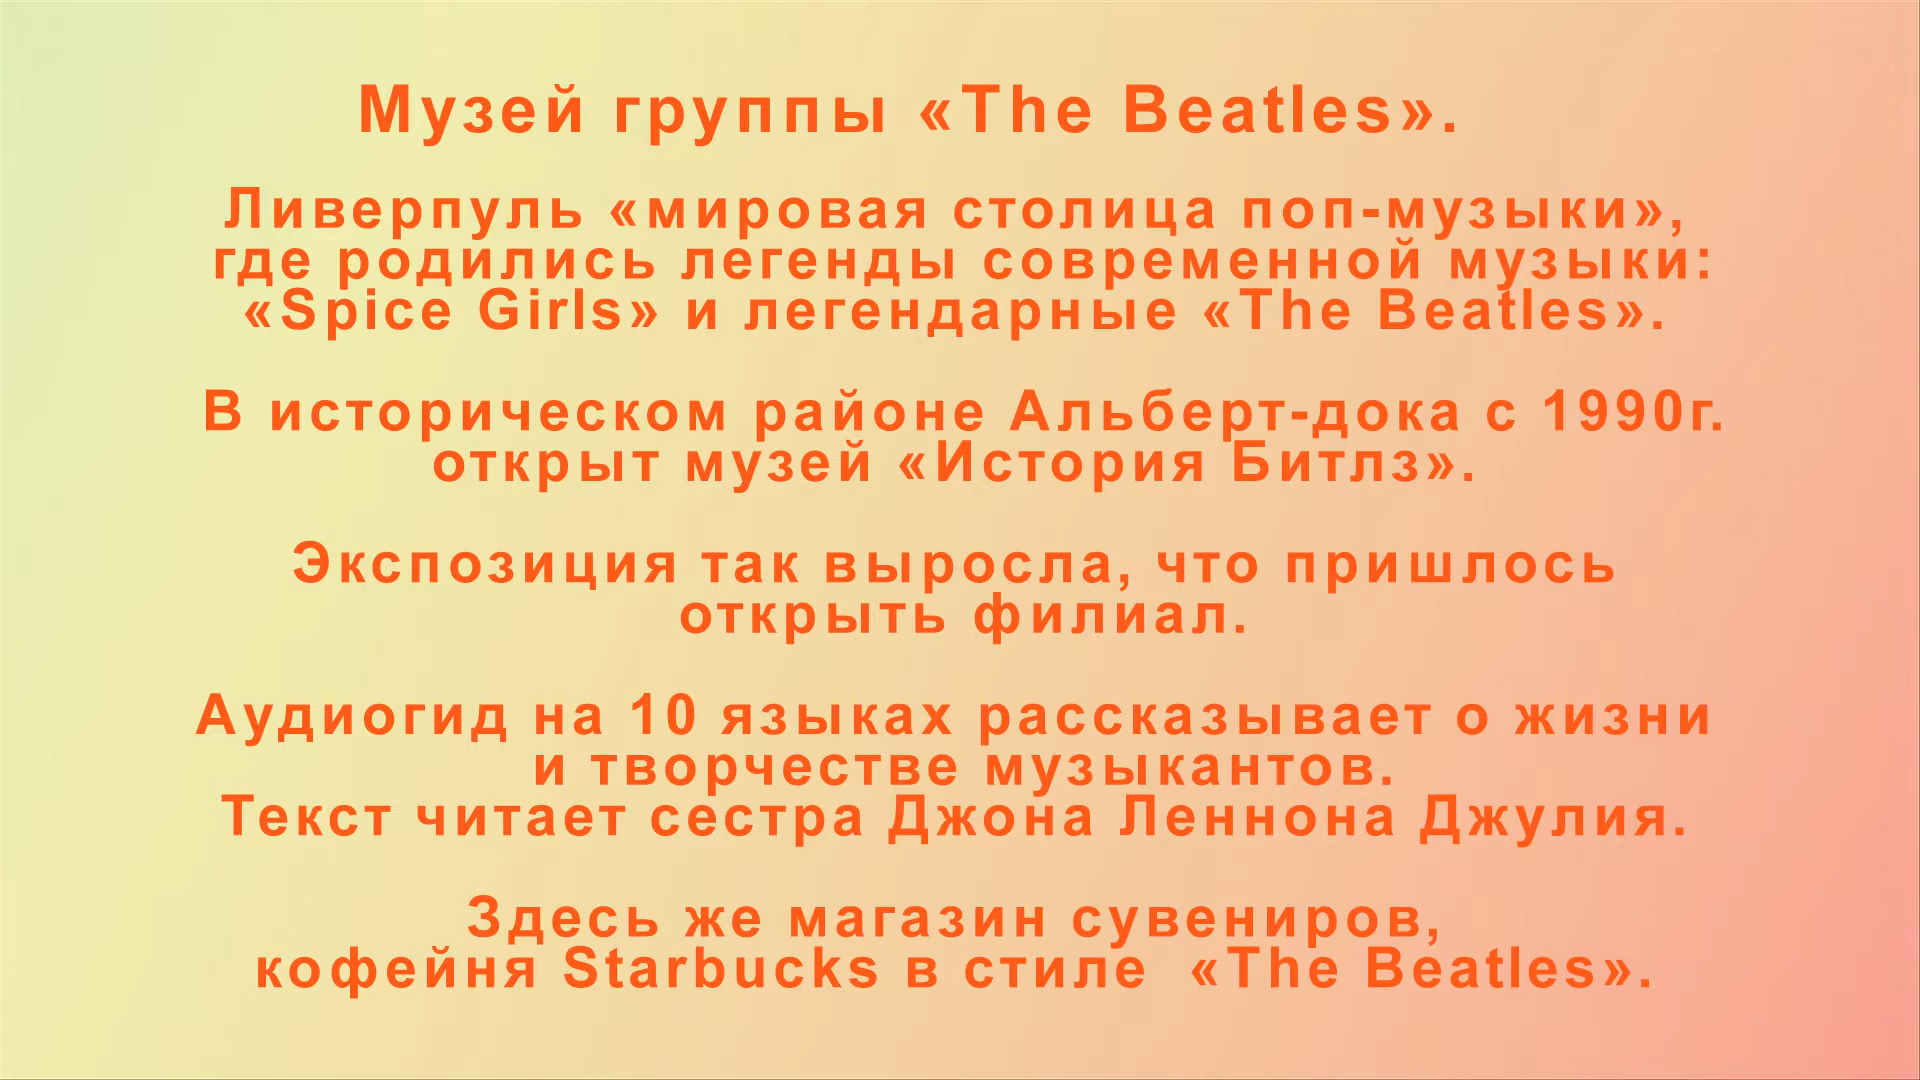 Музей группы «The Beatles».
Ливерпуль «мировая столица поп-музыки»,
где родились легенды современной музыки:
«Spice Girls» и легендарные «The Beatles».
В историческом районе Альберт-дока с 1990г.
открыт музей «История Битлз».
Экспозиция так выросла, что пришлось
открыть филиал.
Аудиогид на 10 языках рассказывает о жизни
и творчестве музыкантов.
Текст читает сестра Джона Леннона Джулия.
Здесь же магазин сувениров,
кофейня Starbucks в стиле «The Beatles».